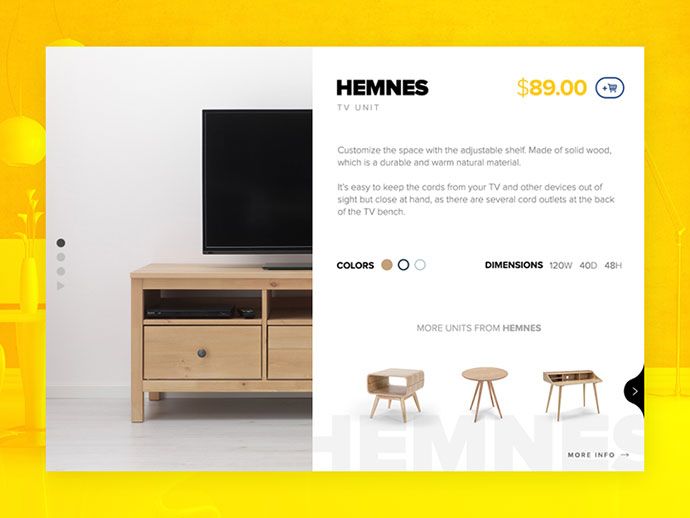 HEMNES
$89.00
TV UNIT
Customize the space with the adjustable shelf. Made of solid wood,
which is a durable and warm natural material.
It's easy to keep the cords from your TV and other devices out of
sight but close at hand, as there are several cord outlets at the back
of the TV bench.
COLORS
DIMENSIONS 120W 40D 48H
MORE UNITS FROM HEMNES
HEMNES
MORE INFO →